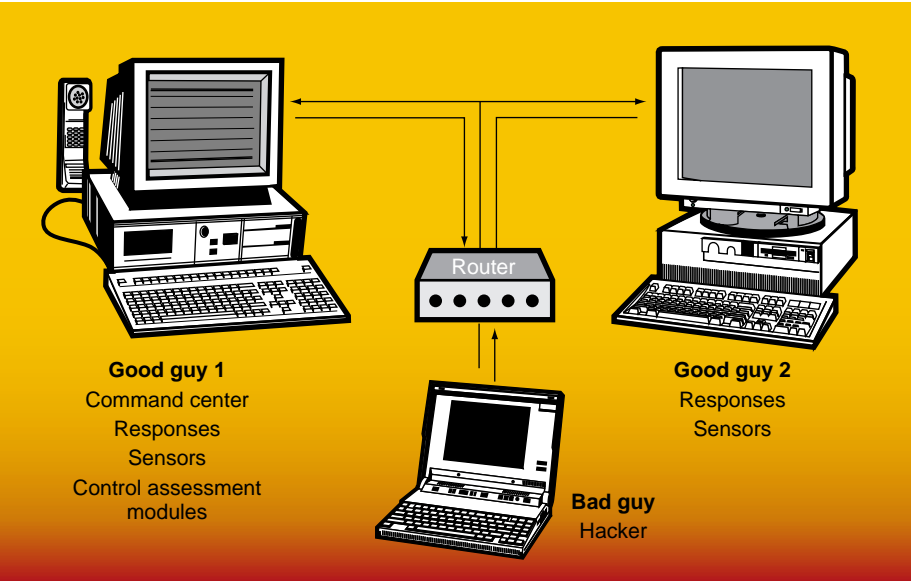 Router
Good guy 1
Command center
Responses
Sensors
Control assessment
modules
Good guy 2
Responses
Sensors
Bad guy
Hacker